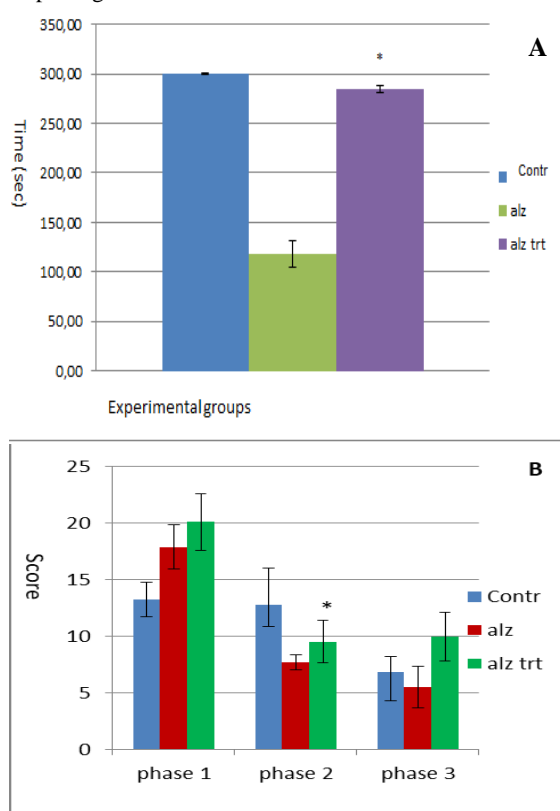 350,00
A
*
300,00
250,00
Time (sec)
200,00
Contr
alz
150,00
alz trt
100,00
50,00
0,00
Experimental groups
25
B
20
Score
15
*
Contr
10
alz
alz trt
5
0
phase 1 phase 2 phase 3